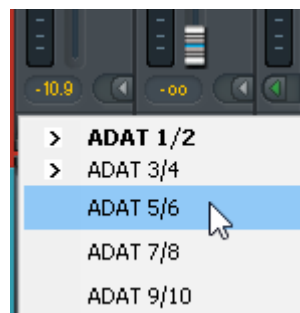 -10.9 -oo
> ADAT 1/2
> ADAT 3/4
ADAT 5/6
ADAT 7/8
ADAT 9/10